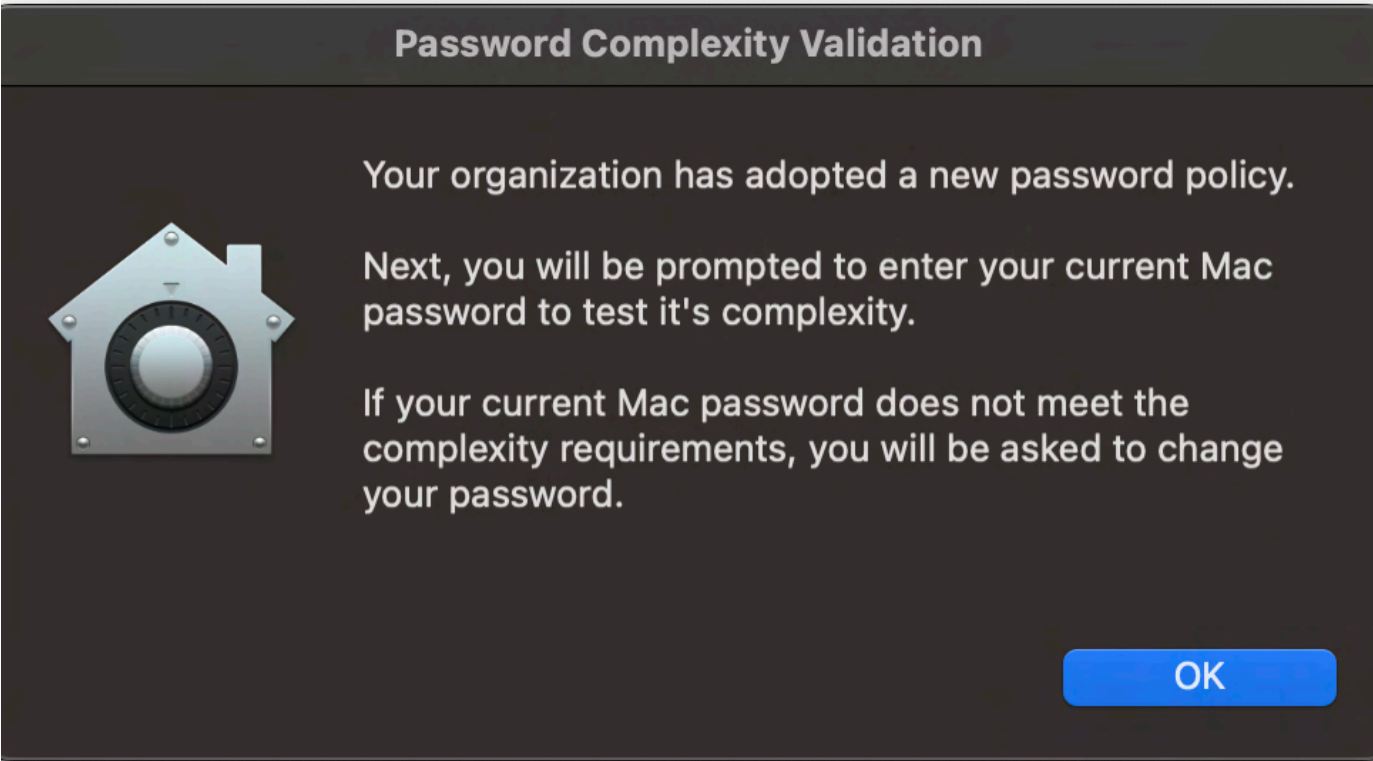 Password Complexity Validation
Your organization has adopted a new password policy.
Next, you will be prompted to enter your current Mac
password to test it's complexity.
If your current Mac password does not meet the
complexity requirements, you will be asked to change
your password.
OK